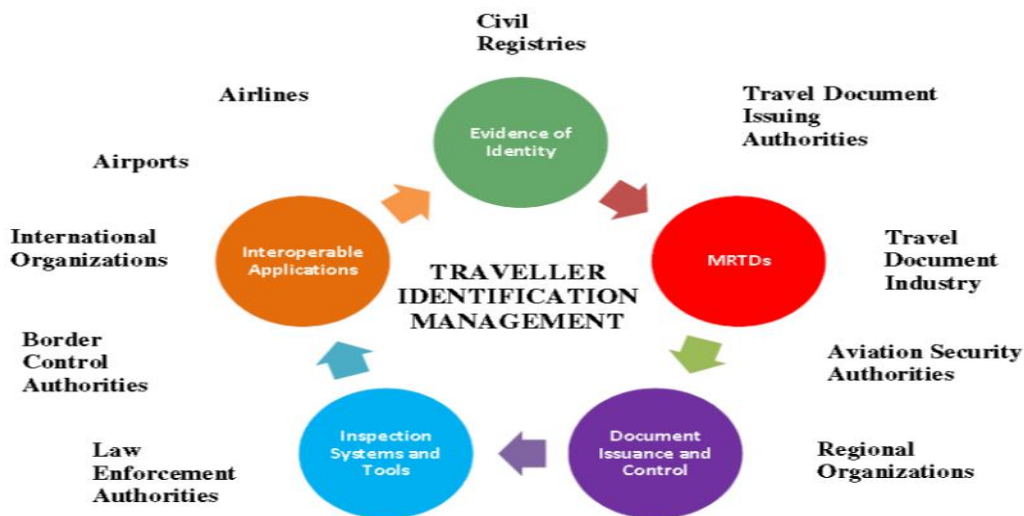 Civil
Registries
Airlines
Travel Document
Issuing
Authorities
Evidence of
Identity
Airports
International
Organizations
Interoperable
Applications
TRAVELLER
IDENTIFICATION
MANAGEMENT
MRTDs
Travel
Document
Industry
Border
Control
Authorities
Aviation Security
Authorities
Inspection
Systems and
Tools
Document
Issuance and
Control
Law
Enforcement
Authorities
Regional
Organizations